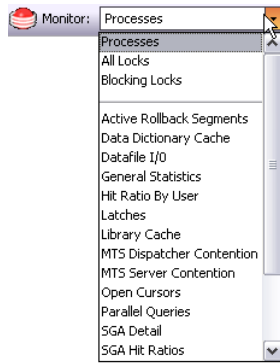 Monitor: Processes
Processes
All Locks
Blocking Locks
Active Rollback Segments
Data Dictionary Cache
Datafile I/O
General Statistics
Hit Ratio By User
Latches
Library Cache
MTS Dispatcher Contention
MTS Server Contention
Open Cursors
Parallel Queries
SGA Detail
SGA Hit Ratios